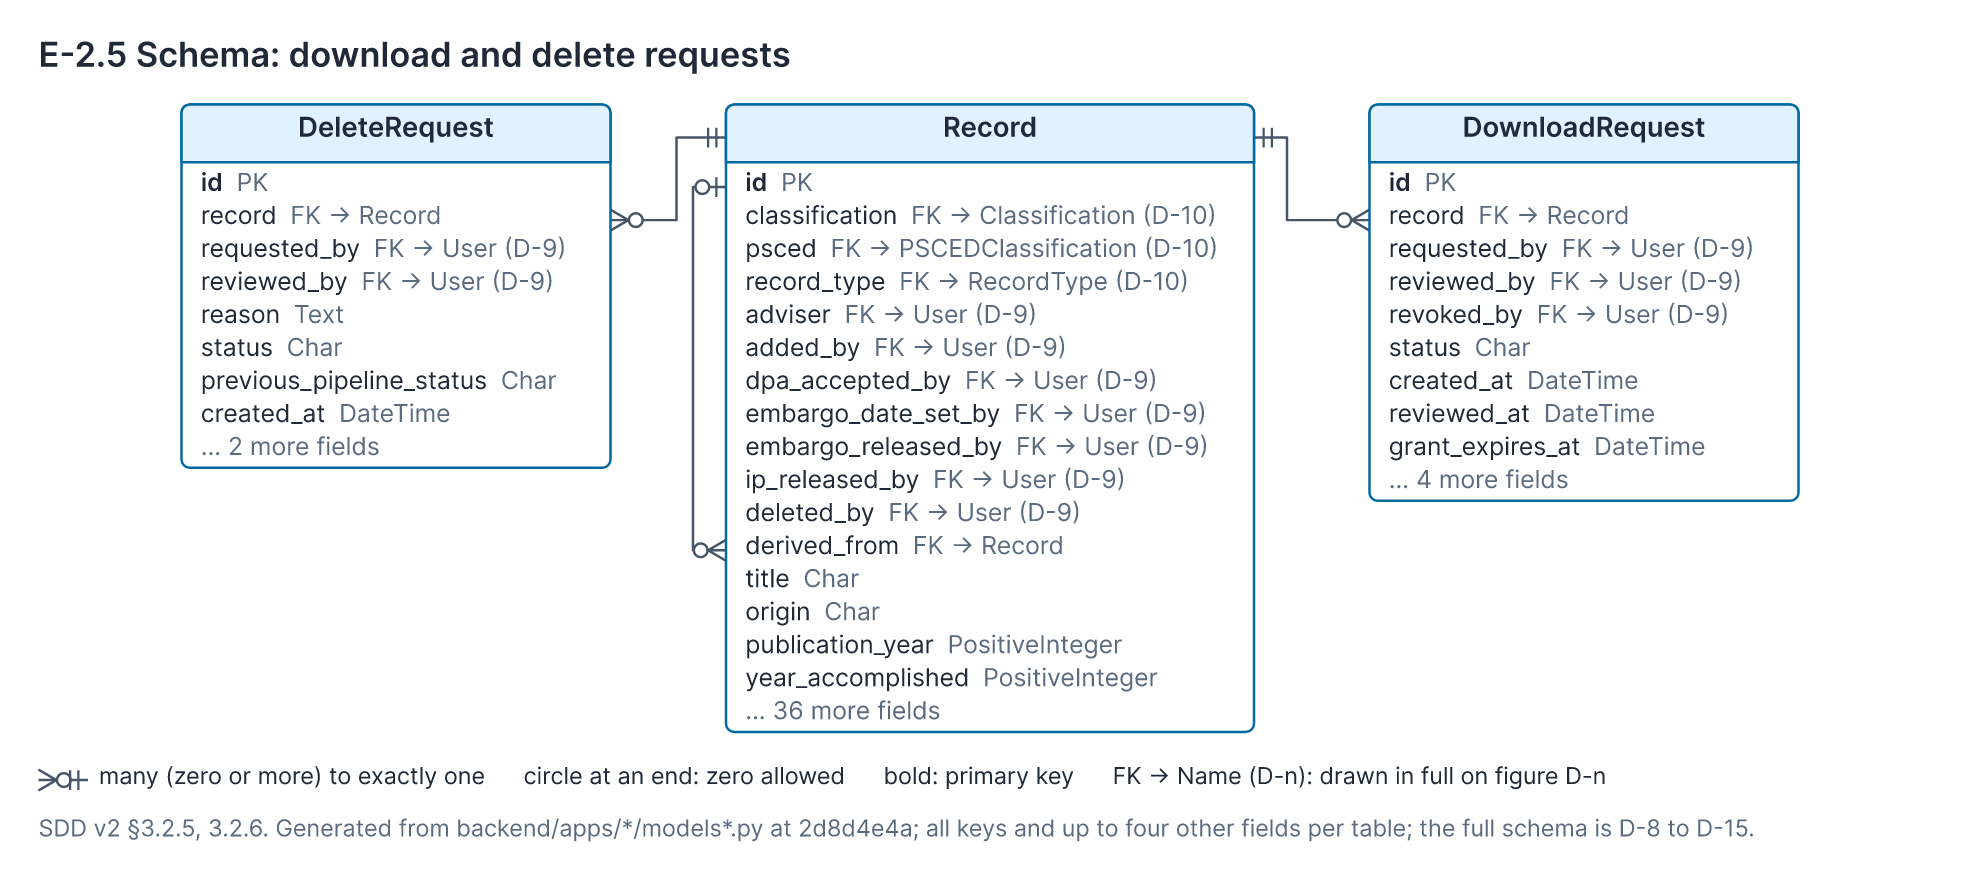 E-2.5 Schema: download and delete requests
DeleteRequest
id PK
record FK → Record
requested_by FK → User (D-9)
reviewed_by FK → User (D-9)
reason Text
status Char
previous_pipeline_status Char
created_at DateTime
... 2 more fields
Record
id PK
classification FK → Classification (D-10)
psced FK → PSCEDClassification (D-10)
record_type FK → RecordType (D-10)
adviser FK → User (D-9)
added_by FK → User (D-9)
dpa_accepted_by FK → User (D-9)
embargo_date_set_by FK → User (D-9)
embargo_released_by FK → User (D-9)
ip_released_by FK → User (D-9)
deleted_by FK → User (D-9)
derived_from FK → Record
title Char
origin Char
publication_year PositiveInteger
year_accomplished PositiveInteger
... 36 more fields
DownloadRequest
id PK
record FK → Record
requested_by FK → User (D-9)
reviewed_by FK → User (D-9)
revoked_by FK → User (D-9)
status Char
created_at DateTime
reviewed_at DateTime
grant_expires_at DateTime
... 4 more fields
many (zero or more) to exactly one circle at an end: zero allowed bold: primary key FK → Name (D-n): drawn in full on figure D-n
SDD v2 §3.2.5, 3.2.6. Generated from backend/apps/*/models*.py at 2d8d4e4a; all keys and up to four other fields per table; the full schema is D-8 to D-15.